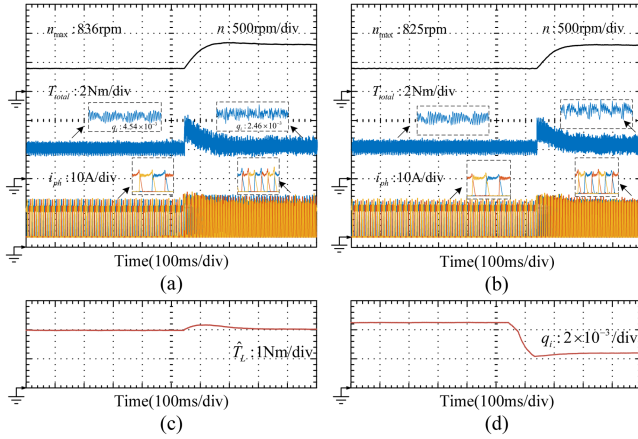 n_max : 836rpm
n : 500rpm/div
T_total : 2Nm/div
q_i : 4.54×10
q_i : 2.46×10
i_ph : 10A/div
Time(100ms/div)
(a)
n_max : 825rpm
n : 500rpm/div
T_total : 2Nm/div
i_ph : 10A/div
Time(100ms/div)
(b)
T̂_L : 1Nm/div
Time(100ms/div)
(c)
q_i : 2×10⁻³/div
Time(100ms/div)
(d)